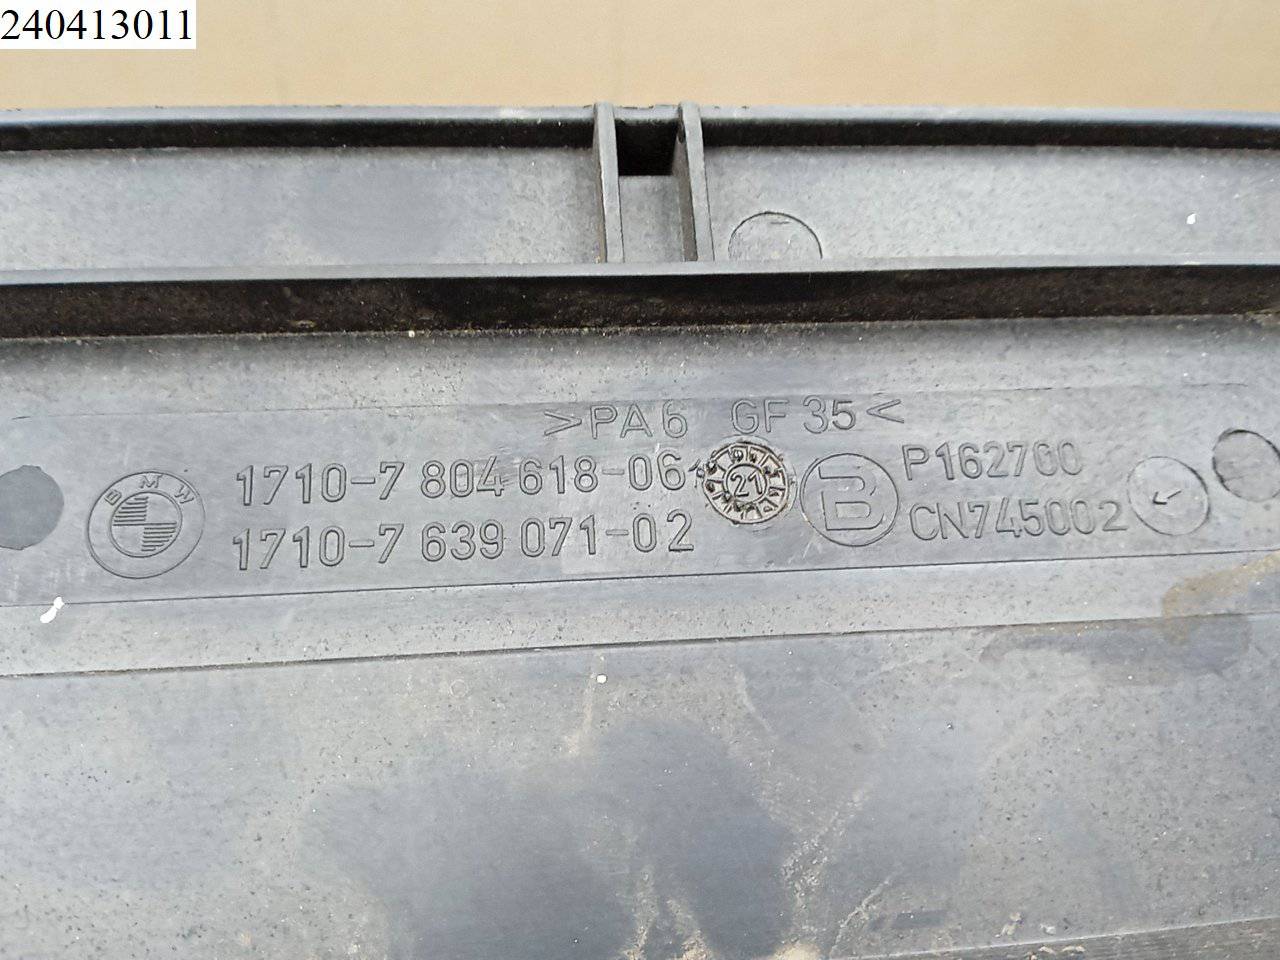 240413011
>PA6 GF35<
BMW
1710-7 804 618-06
1710-7 639 071-02
21
B
P162700
CN745002